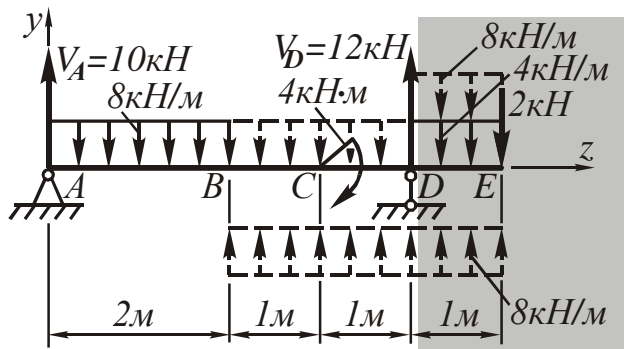 y
V_A=10кН
V_D=12кН
8кН/м
4кН/м
8кН/м
4кН·м
2кН
z
A
B
C
D
E
8кН/м
2м
1м
1м
1м